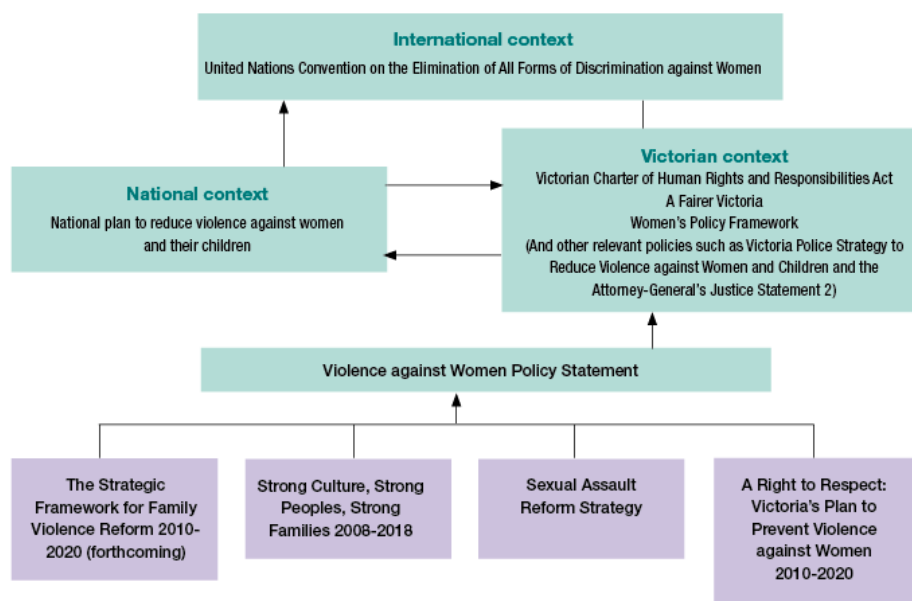 International context
United Nations Convention on the Elimination of All Forms of Discrimination against Women
National context
National plan to reduce violence against women
and their children
Victorian context
Victorian Charter of Human Rights and Responsibilities Act
A Fairer Victoria
Women's Policy Framework
(And other relevant policies such as Victoria Police Strategy to
Reduce Violence against Women and Children and the
Attorney-General's Justice Statement 2)
Violence against Women Policy Statement
The Strategic
Framework for Family
Violence Reform 2010-
2020 (forthcoming)
Strong Culture, Strong
Peoples, Strong
Families 2008-2018
Sexual Assault
Reform Strategy
A Right to Respect:
Victoria's Plan to
Prevent Violence
against Women
2010-2020